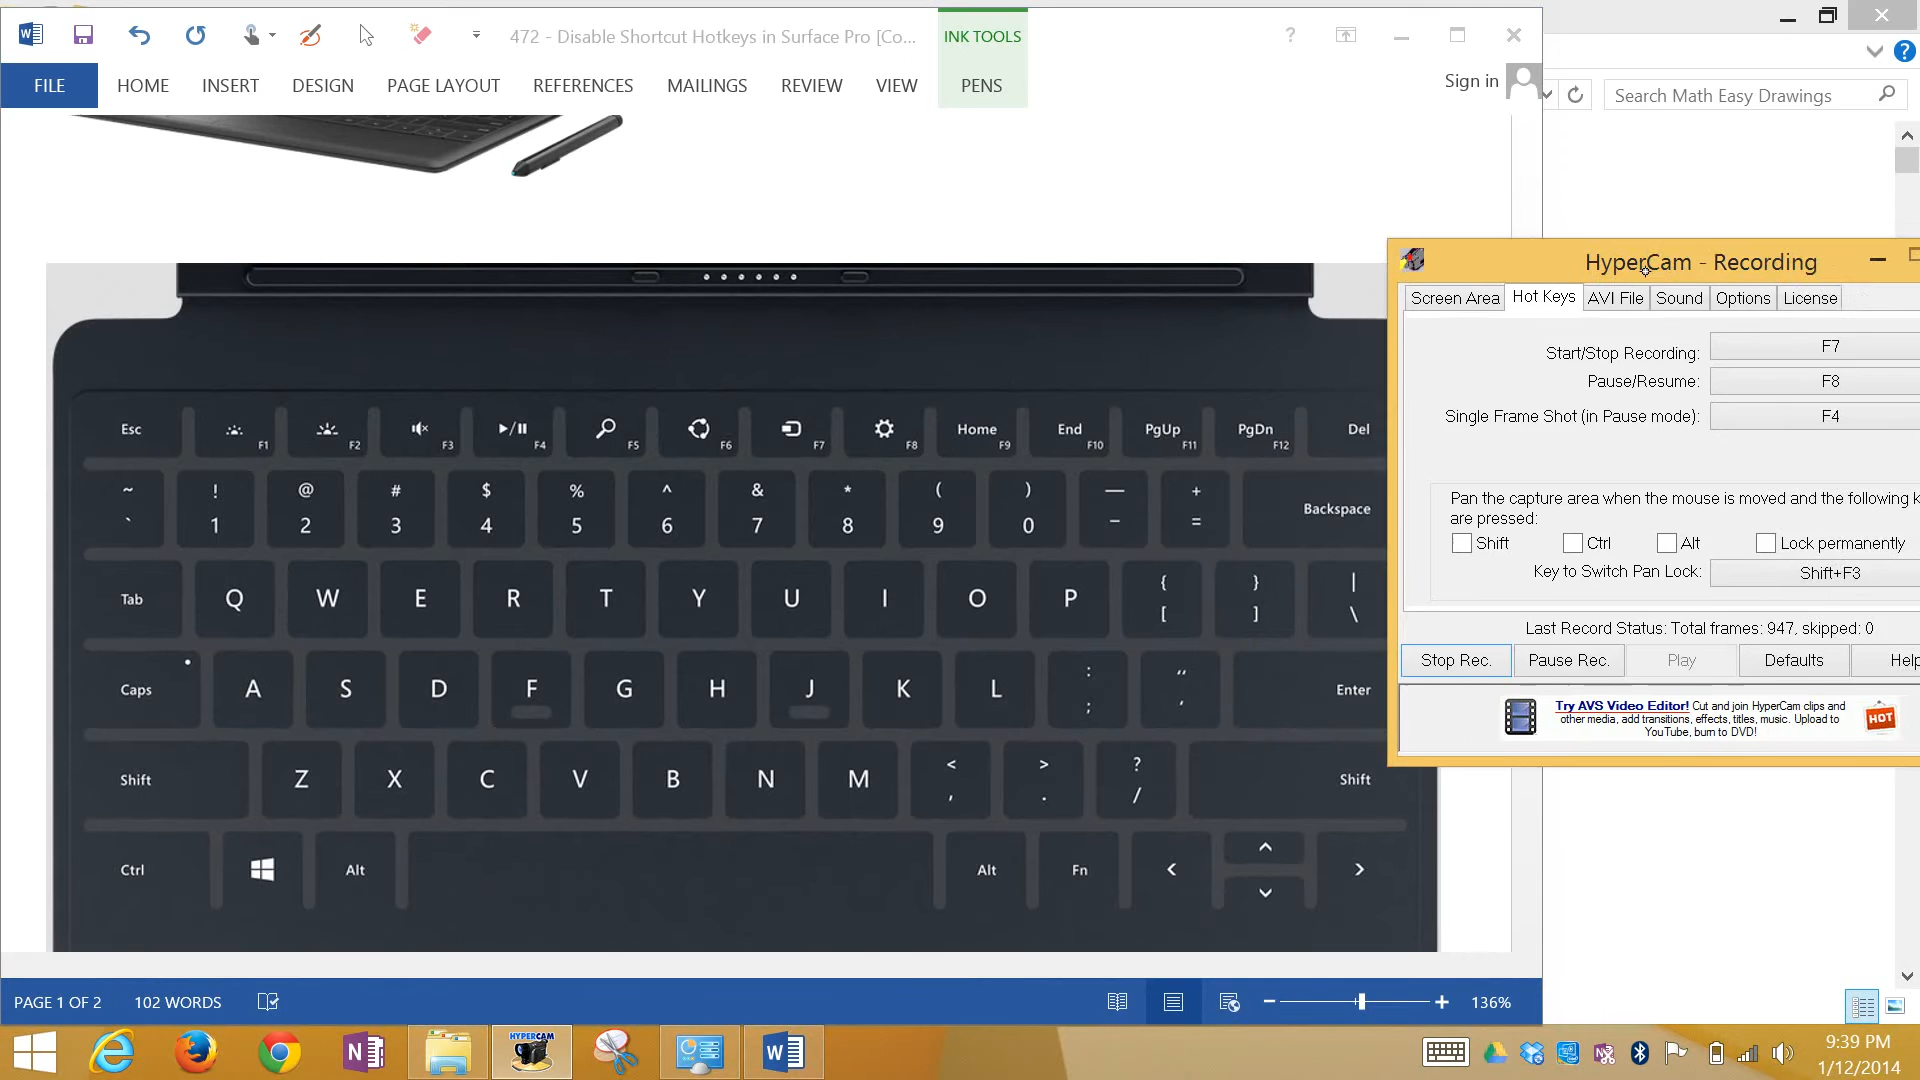 472 - Disable Shortcut Hotkeys in Surface Pro [Co...
INK TOOLS
FILE HOME INSERT DESIGN PAGE LAYOUT REFERENCES MAILINGS REVIEW VIEW PENS
Sign in
Search Math Easy Drawings
HyperCam - Recording
Screen Area Hot Keys AVI File Sound Options License
Start/Stop Recording: F7
Pause/Resume: F8
Single Frame Shot (in Pause mode): F4
Pan the capture area when the mouse is moved and the following k
are pressed:
Shift Ctrl Alt Lock permanently
Key to Switch Pan Lock: Shift+F3
Last Record Status: Total frames: 947, skipped: 0
Stop Rec. Pause Rec. Play Defaults Help
Try AVS Video Editor! Cut and join HyperCam clips and
other media, add transitions, effects, titles, music. Upload to
YouTube, burn to DVD!
HOT
Esc F1 F2 F3 F4 F5 F6 F7 F8 Home F9 End F10 PgUp F11 PgDn F12 Del
~ ! @ # $ % ^ & * ( ) — +
` 1 2 3 4 5 6 7 8 9 0 - = Backspace
Tab Q W E R T Y U I O P { [ } ] | \
Caps A S D F G H J K L : ; “ ' Enter
Shift Z X C V B N M < , > . ? / Shift
Ctrl Alt Alt Fn
PAGE 1 OF 2 102 WORDS 136%
HYPERCAM
9:39 PM
1/12/2014